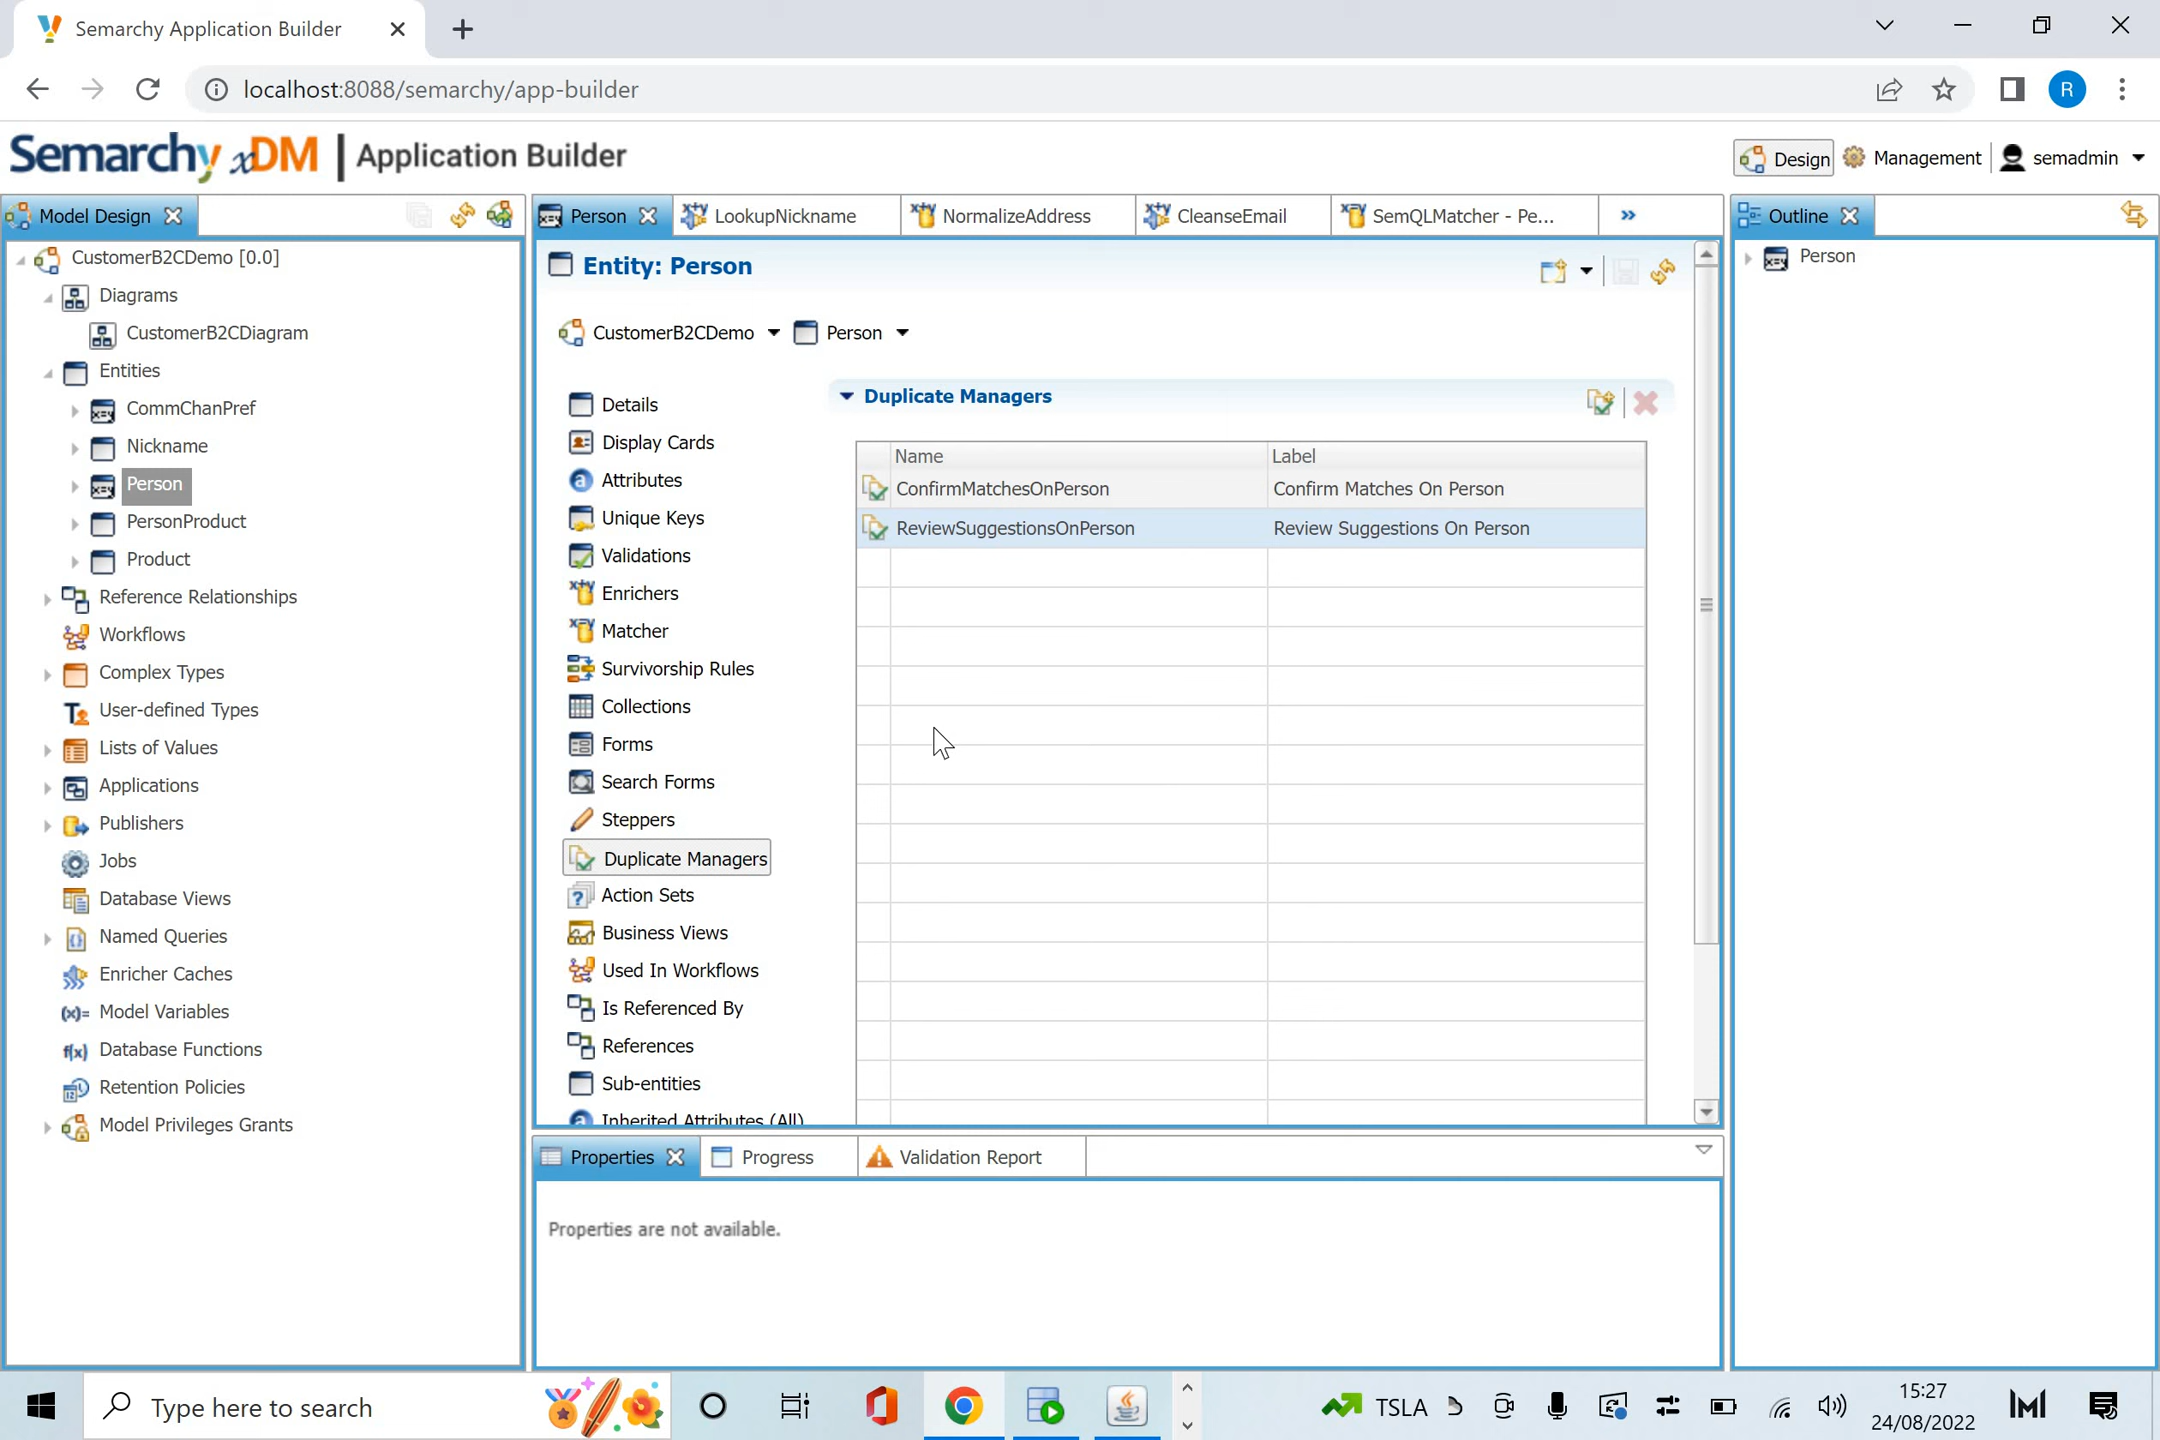 Semarchy Application Builder
localhost:8088/semarchy/app-builder
R
Semarchy xDM | Application Builder
Design
Management
semadmin
Model Design
Person
LookupNickname
NormalizeAddress
CleanseEmail
SemQLMatcher - Pe...
Outline
CustomerB2CDemo [0.0]
Diagrams
CustomerB2CDiagram
Entities
CommChanPref
Nickname
Person
PersonProduct
Product
Reference Relationships
Workflows
Complex Types
User-defined Types
Lists of Values
Applications
Publishers
Jobs
Database Views
Named Queries
Enricher Caches
Model Variables
Database Functions
Retention Policies
Model Privileges Grants
Entity: Person
CustomerB2CDemo
Person
Details
Display Cards
Attributes
Unique Keys
Validations
Enrichers
Matcher
Survivorship Rules
Collections
Forms
Search Forms
Steppers
Duplicate Managers
Action Sets
Business Views
Used In Workflows
Is Referenced By
References
Sub-entities
Inherited Attributes (All)
Duplicate Managers
Name Label
ConfirmMatchesOnPerson Confirm Matches On Person
ReviewSuggestionsOnPerson Review Suggestions On Person
Person
Properties
Progress
Validation Report
Properties are not available.
Type here to search
TSLA
15:27
24/08/2022